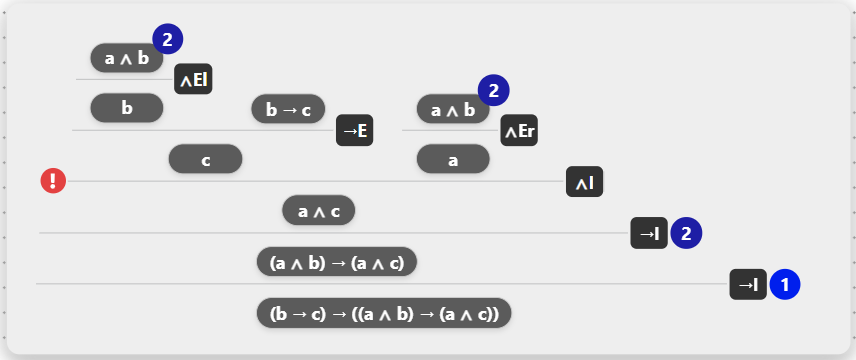 2
a ∧ b
∧El
2
b b → c a ∧ b
→E ∧Er
c a
! ∧I
a ∧ c
→I 2
(a ∧ b) → (a ∧ c)
→I 1
(b → c) → ((a ∧ b) → (a ∧ c))